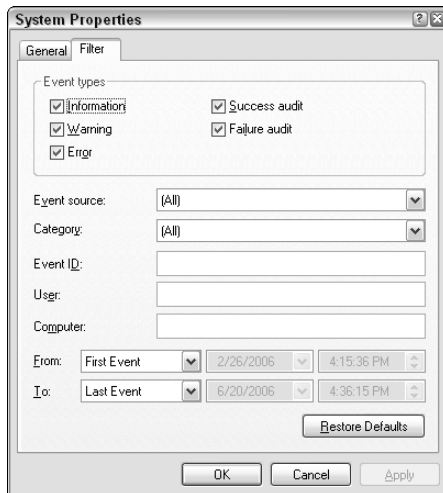 System Properties
General Filter
Event types
Information Success audit
Warning Failure audit
Error
Event source: (All)
Category: (All)
Event ID:
User:
Computer:
From: First Event 2/26/2006 4:15:36 PM
To: Last Event 6/20/2006 4:36:15 PM
Restore Defaults
OK Cancel Apply